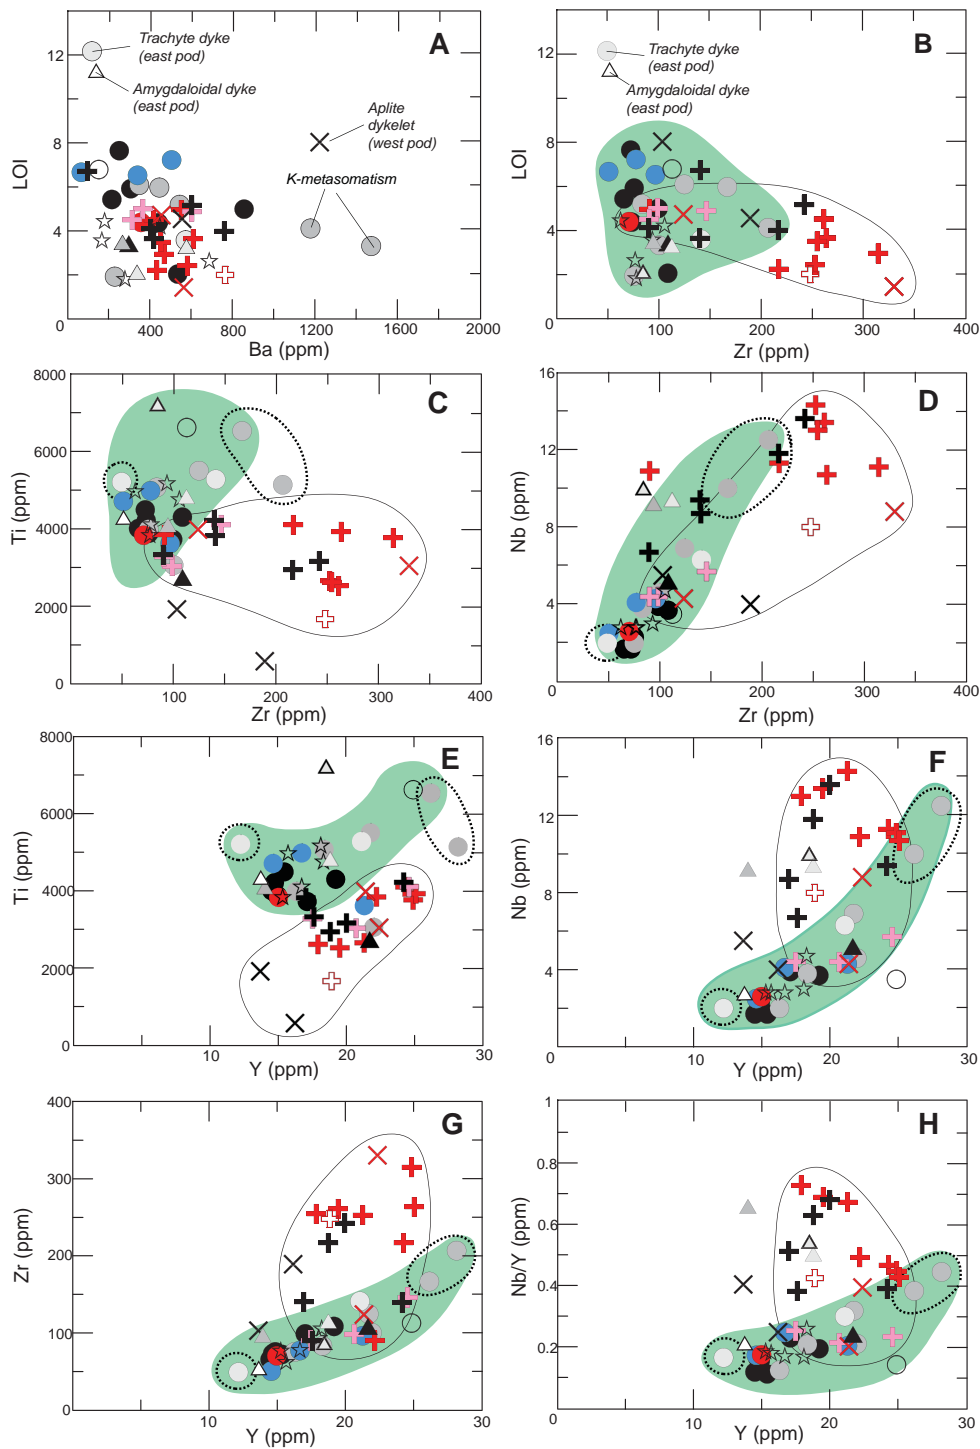 A
Trachyte dyke
(east pod)
Amygdaloidal dyke
(east pod)
Aplite
dykelet
(west pod)
K-metasomatism
LOI
12
8
4
0
0
400
800
1200
1600
2000
Ba (ppm)
B
Trachyte dyke
(east pod)
Amygdaloidal dyke
(east pod)
LOI
12
8
4
0
0
100
200
300
400
Zr (ppm)
C
Ti (ppm)
8000
6000
4000
2000
0
100
200
300
400
Zr (ppm)
D
Nb (ppm)
16
12
8
4
0
0
100
200
300
400
Zr (ppm)
E
Ti (ppm)
8000
6000
4000
2000
0
10
20
30
Y (ppm)
F
Nb (ppm)
16
12
8
4
0
10
20
30
Y (ppm)
G
Zr (ppm)
400
300
200
100
0
10
20
30
Y (ppm)
H
Nb/Y (ppm)
1
0.8
0.6
0.4
0.2
0
10
20
30
Y (ppm)